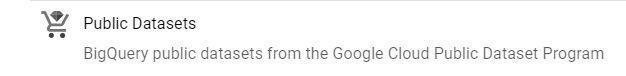 Public Datasets
BigQuery public datasets from the Google Cloud Public Dataset Program